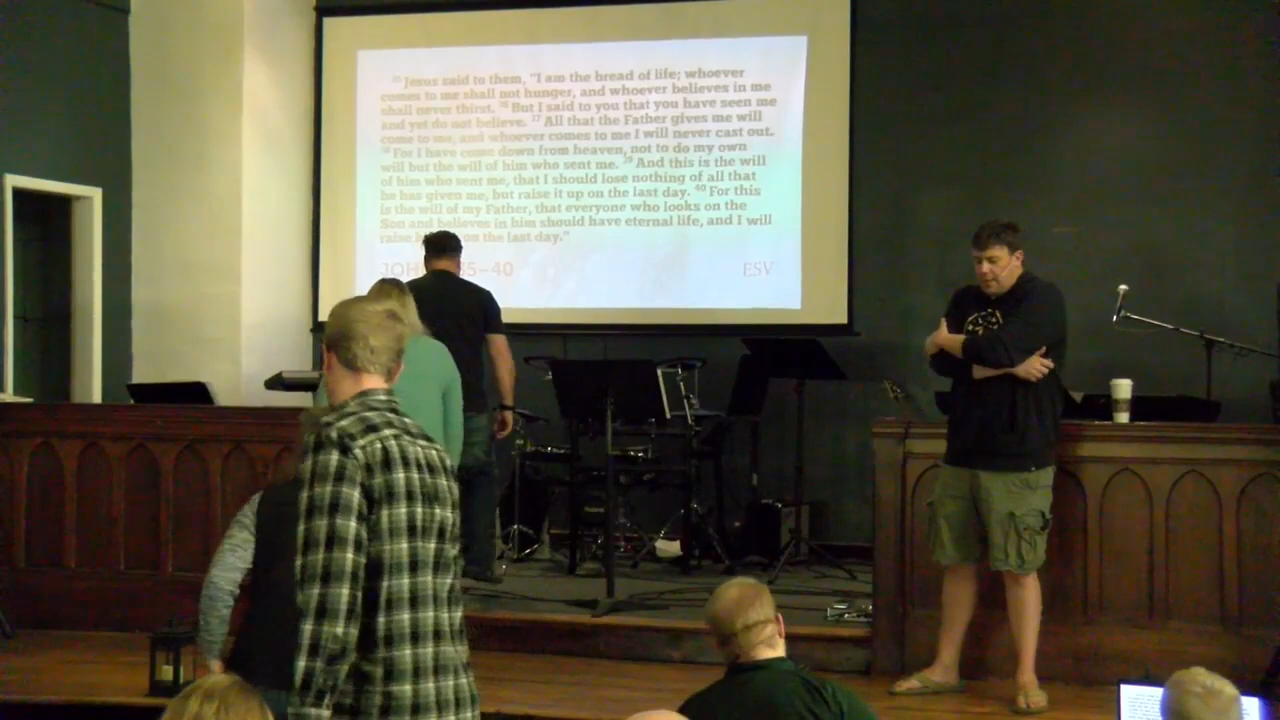 35 Jesus said to them, "I am the bread of life; whoever
comes to me shall not hunger, and whoever believes in me
shall never thirst. 36 But I said to you that you have seen me
and yet do not believe. 37 All that the Father gives me will
come to me, and whoever comes to me I will never cast out.
38 For I have come down from heaven, not to do my own
will but the will of him who sent me. 39 And this is the will
of him who sent me, that I should lose nothing of all that
he has given me, but raise it up on the last day. 40 For this
is the will of my Father, that everyone who looks on the
Son and believes in him should have eternal life, and I will
raise on the last day."
JOH 35–40
ESV
Roland